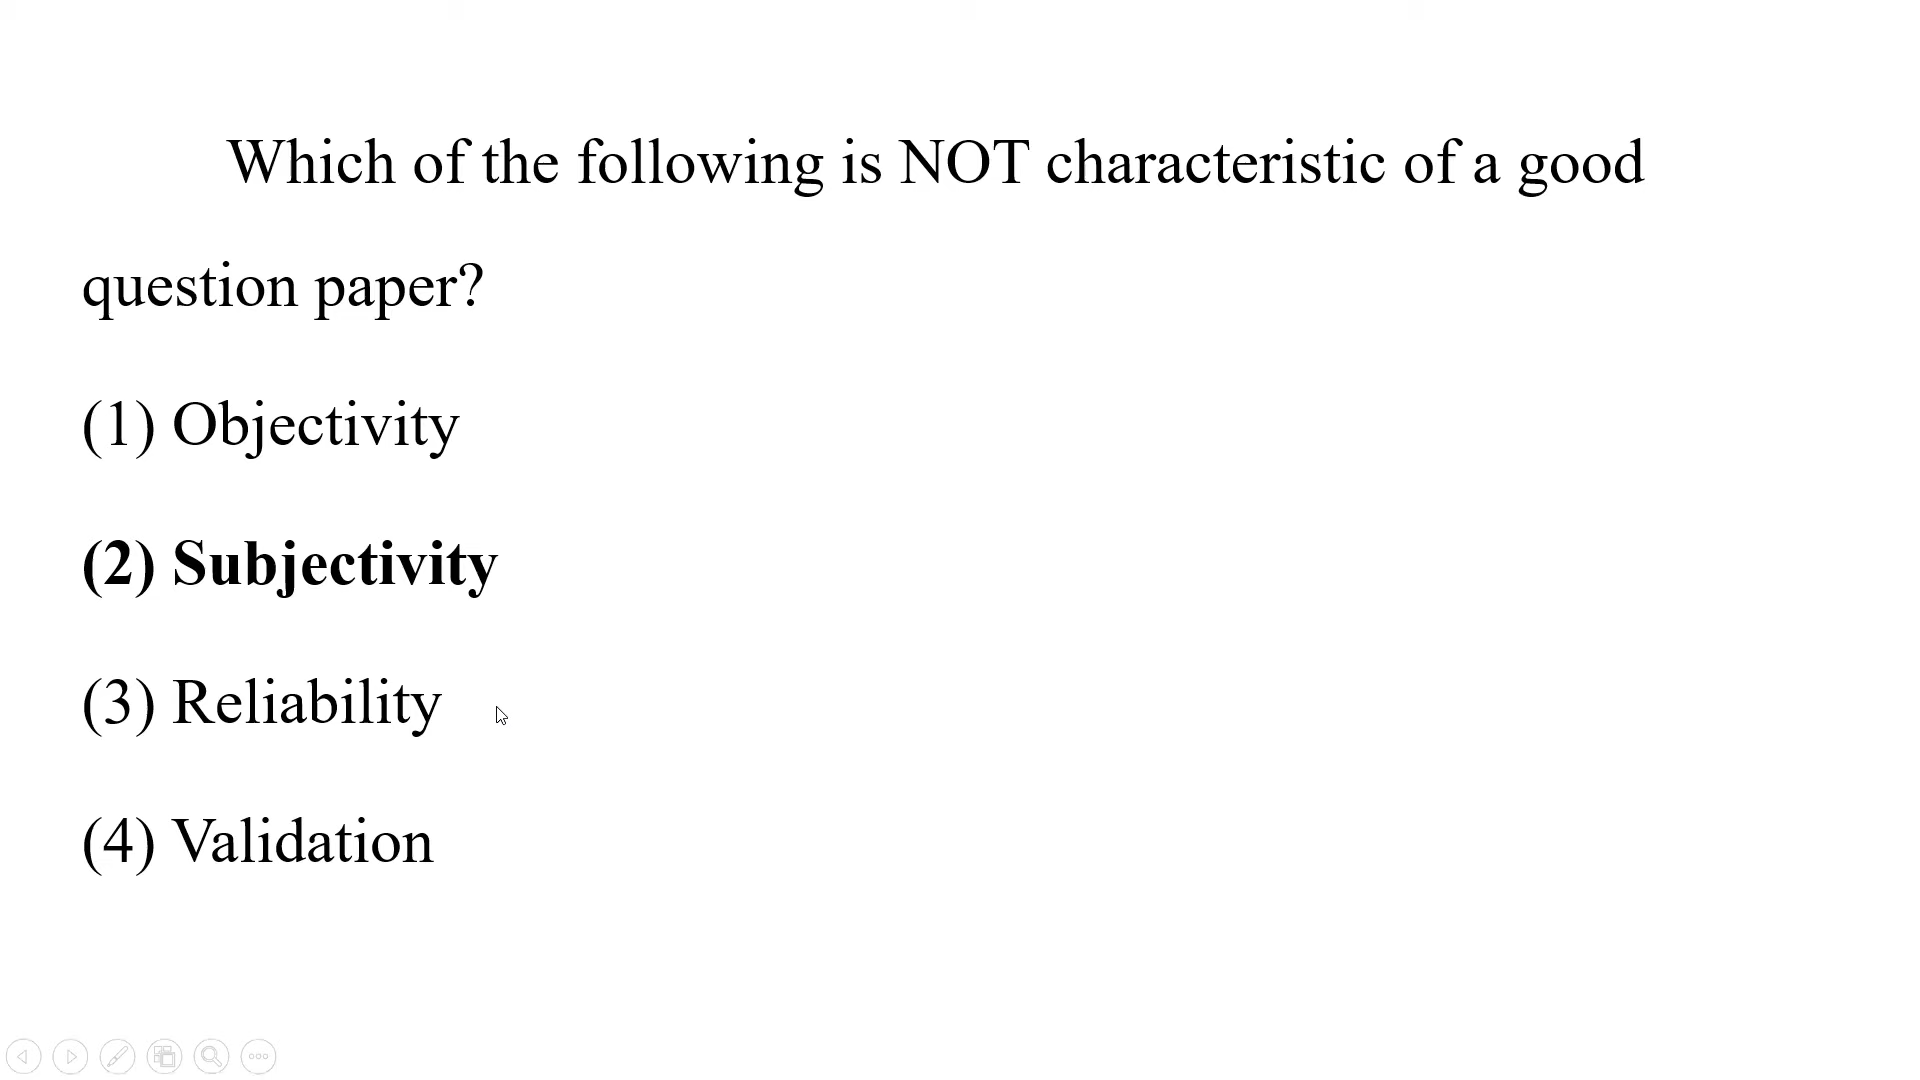 Which of the following is NOT characteristic of a good
question paper?
(1) Objectivity
(2) Subjectivity
(3) Reliability
(4) Validation